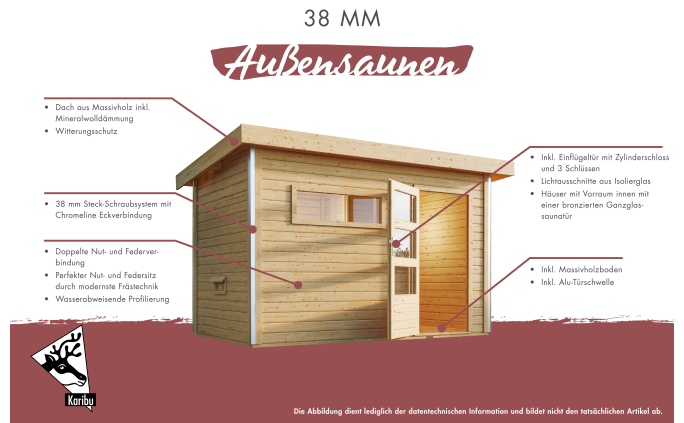 38 MM
Außensaunen
• Dach aus Massivholz inkl.
Mineralwolldämmung
• Witterungsschutz
• 38 mm Steck-Schraubsystem mit
Chromeline Eckverbindung
• Doppelte Nut- und Federver-
bindung
• Perfekter Nut- und Federsitz
durch modernste Frästechnik
• Wasserabweisende Profilierung
• Inkl. Einflügeltür mit Zylinderschloss
und 3 Schlüssen
• Lichtausschnitte aus Isolierglas
• Häuser mit Vorraum innen mit
einer bronzierten Ganzglas-
saunatür
• Inkl. Massivholzboden
• Inkl. Alu-Türschwelle
Karibu
Die Abbildung dient lediglich der datentechnischen Information und bildet nicht den tatsächlichen Artikel ab.